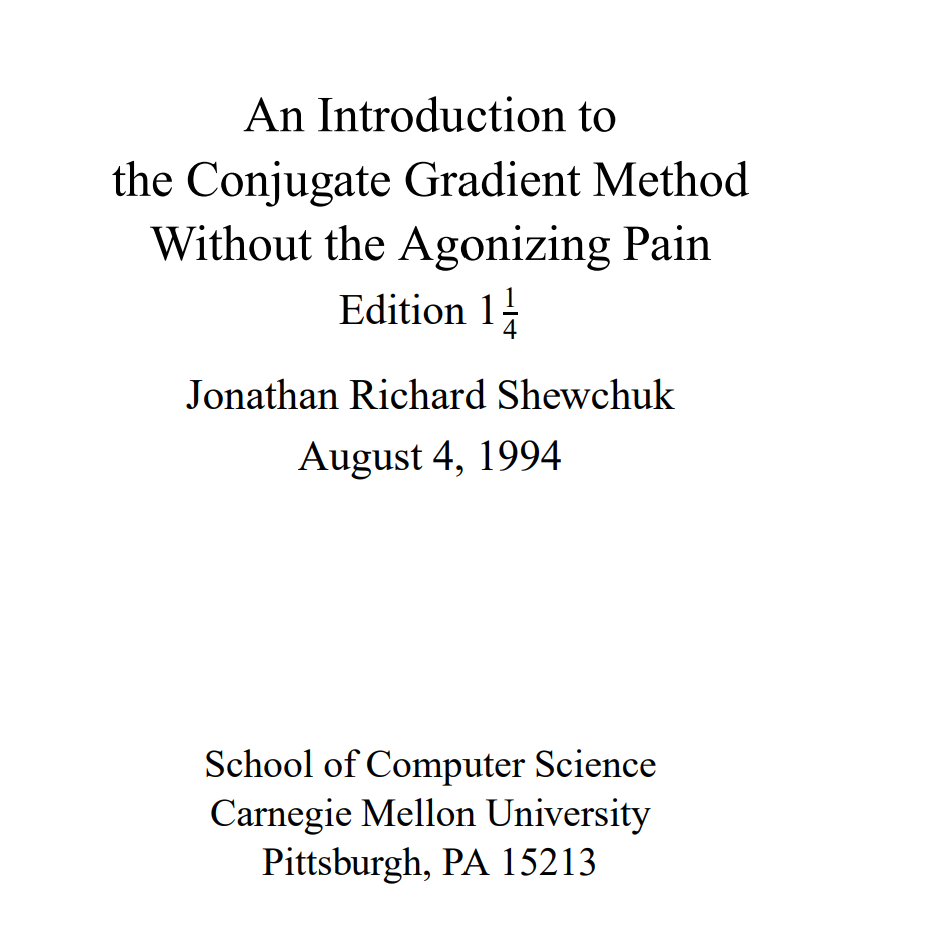 An Introduction to
the Conjugate Gradient Method
Without the Agonizing Pain
Edition 1 1/4
Jonathan Richard Shewchuk
August 4, 1994
School of Computer Science
Carnegie Mellon University
Pittsburgh, PA 15213